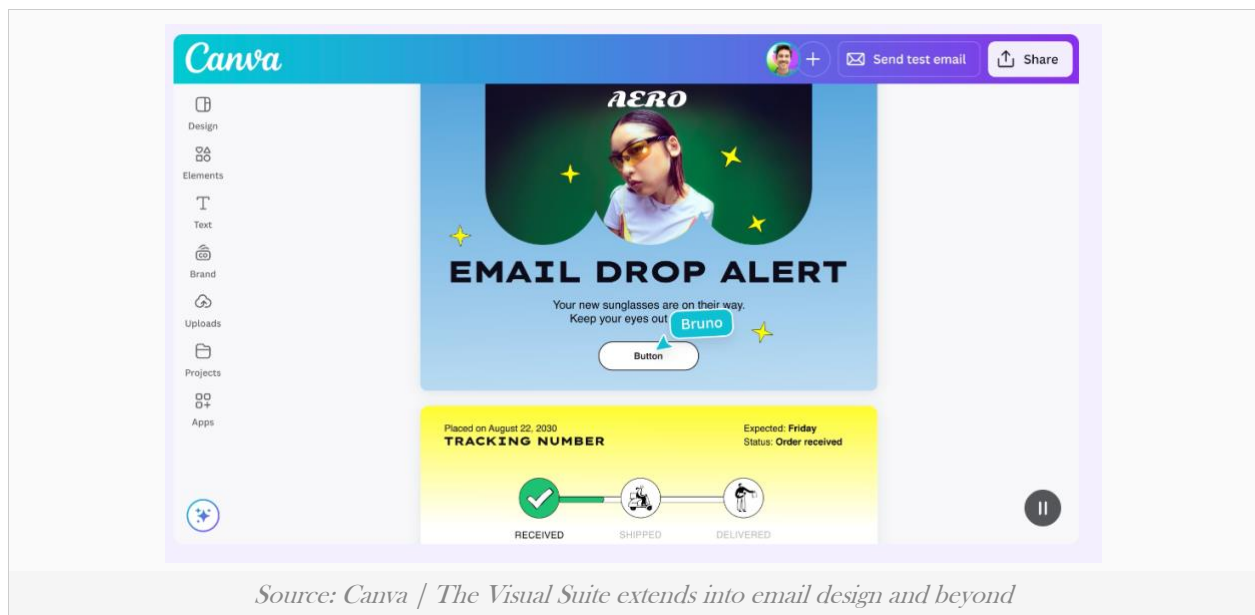 Canva
Send test email
Share
Design
Elements
Text
Brand
Uploads
Projects
Apps
AERO
EMAIL DROP ALERT
Your new sunglasses are on their way.
Keep your eyes out
Bruno
Button
Placed on August 22, 2030
TRACKING NUMBER
Expected: Friday
Status: Order received
RECEIVED
SHIPPED
DELIVERED
Source: Canva | The Visual Suite extends into email design and beyond